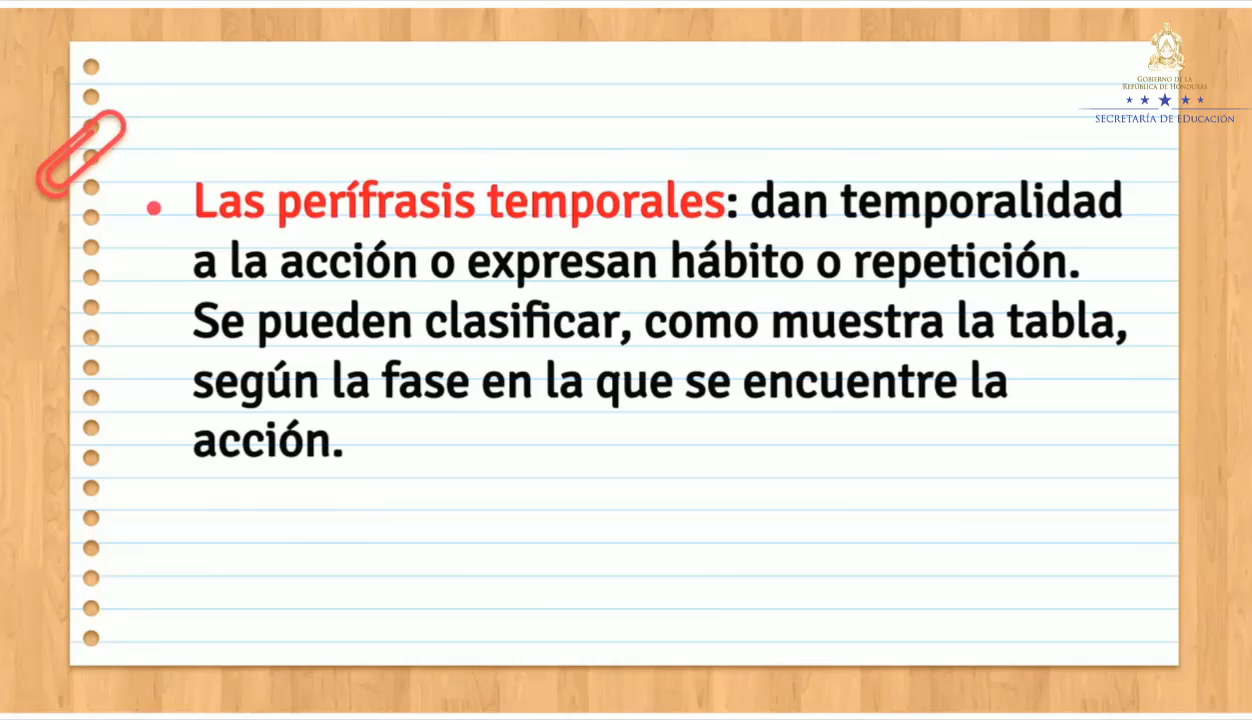 GOBIERNO DE LA
REPÚBLICA DE HONDURAS
SECRETARÍA DE EDUCACIÓN
• Las perífrasis temporales: dan temporalidad
a la acción o expresan hábito o repetición.
Se pueden clasificar, como muestra la tabla,
según la fase en la que se encuentre la
acción.